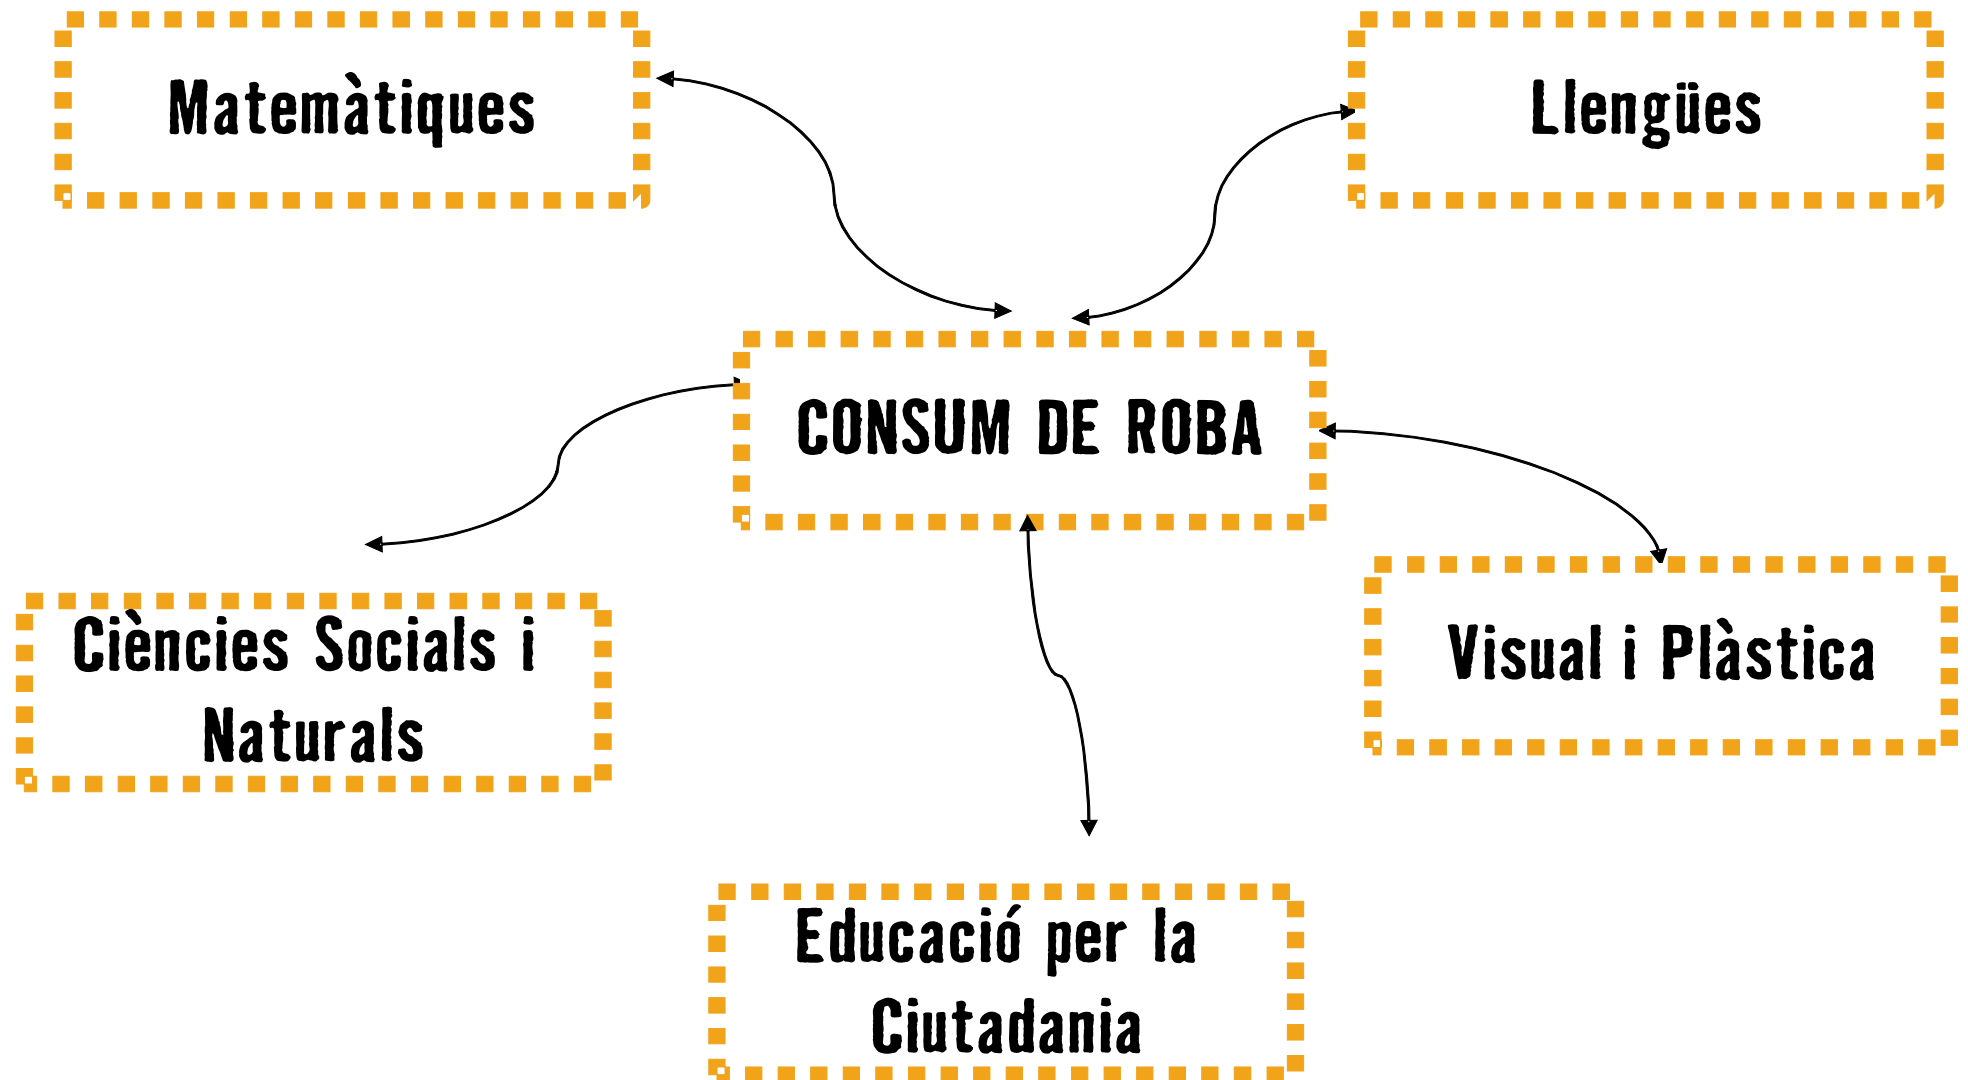 Matemàtiques
Llengües
CONSUM DE ROBA
Ciències Socials i
Naturals
Visual i Plàstica
Educació per la
Ciutadania